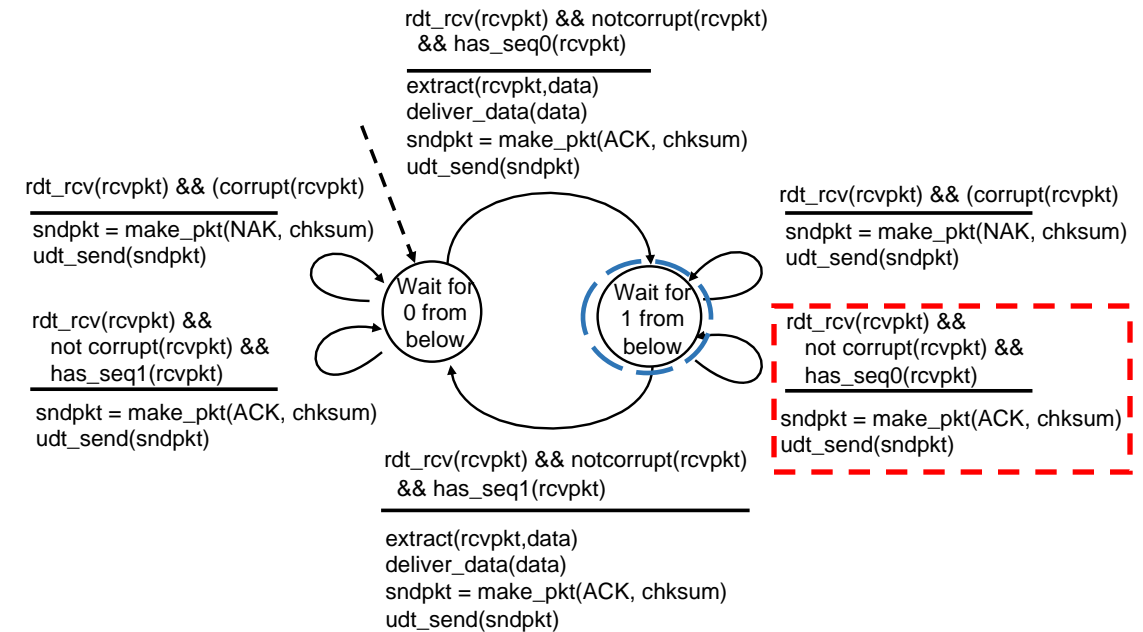 rdt_rcv(rcvpkt) && notcorrupt(rcvpkt)
&& has_seq0(rcvpkt)
extract(rcvpkt,data)
deliver_data(data)
sndpkt = make_pkt(ACK, chksum)
udt_send(sndpkt)
rdt_rcv(rcvpkt) && (corrupt(rcvpkt)
sndpkt = make_pkt(NAK, chksum)
udt_send(sndpkt)
rdt_rcv(rcvpkt) &&
not corrupt(rcvpkt) &&
has_seq1(rcvpkt)
sndpkt = make_pkt(ACK, chksum)
udt_send(sndpkt)
Wait for
0 from
below
Wait for
1 from
below
rdt_rcv(rcvpkt) && (corrupt(rcvpkt)
sndpkt = make_pkt(NAK, chksum)
udt_send(sndpkt)
rdt_rcv(rcvpkt) &&
not corrupt(rcvpkt) &&
has_seq0(rcvpkt)
sndpkt = make_pkt(ACK, chksum)
udt_send(sndpkt)
rdt_rcv(rcvpkt) && notcorrupt(rcvpkt)
&& has_seq1(rcvpkt)
extract(rcvpkt,data)
deliver_data(data)
sndpkt = make_pkt(ACK, chksum)
udt_send(sndpkt)